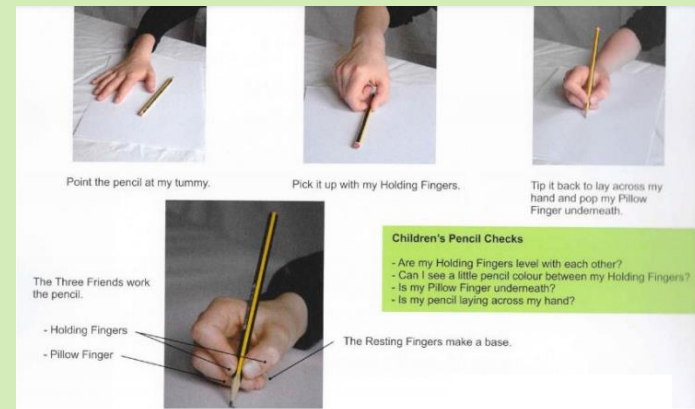 Point the pencil at my tummy.
Pick it up with my Holding Fingers.
Tip it back to lay across my
hand and pop my Pillow
Finger underneath.
Children's Pencil Checks
- Are my Holding Fingers level with each other?
- Can I see a little pencil colour between my Holding Fingers?
- Is my Pillow Finger underneath?
- Is my pencil laying across my hand?
The Three Friends work
the pencil.
- Holding Fingers
- Pillow Finger
The Resting Fingers make a base.